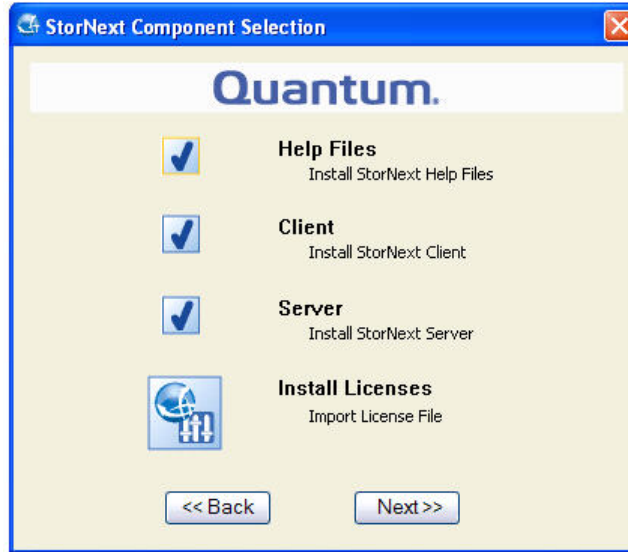 StorNext Component Selection
Quantum.
Help Files
Install StorNext Help Files
Client
Install StorNext Client
Server
Install StorNext Server
Install Licenses
Import License File
<< Back
Next >>